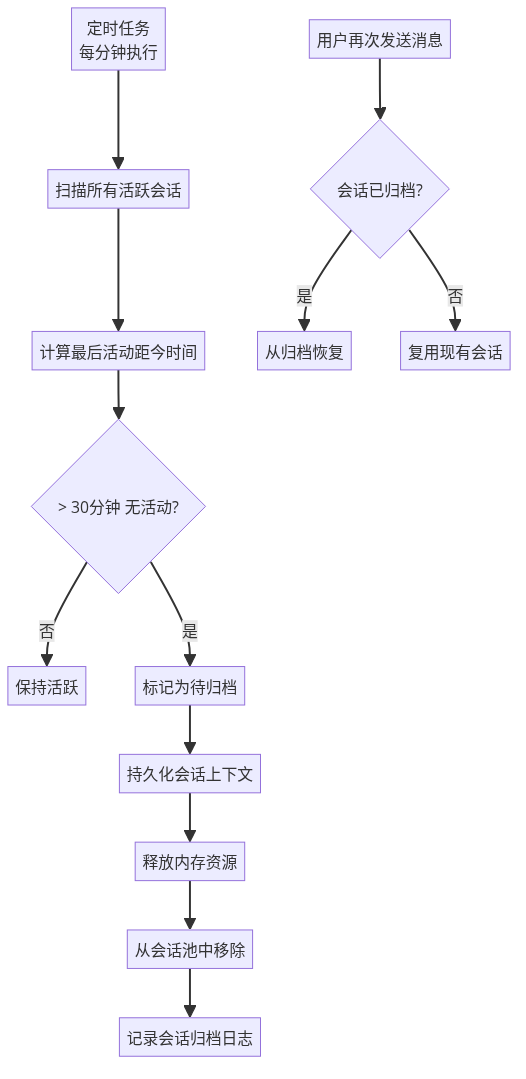 定时任务
每分钟执行
扫描所有活跃会话
计算最后活动距今时间
> 30分钟 无活动?
否
是
保持活跃
标记为待归档
持久化会话上下文
释放内存资源
从会话池中移除
记录会话归档日志
用户再次发送消息
会话已归档?
是
否
从归档恢复
复用现有会话